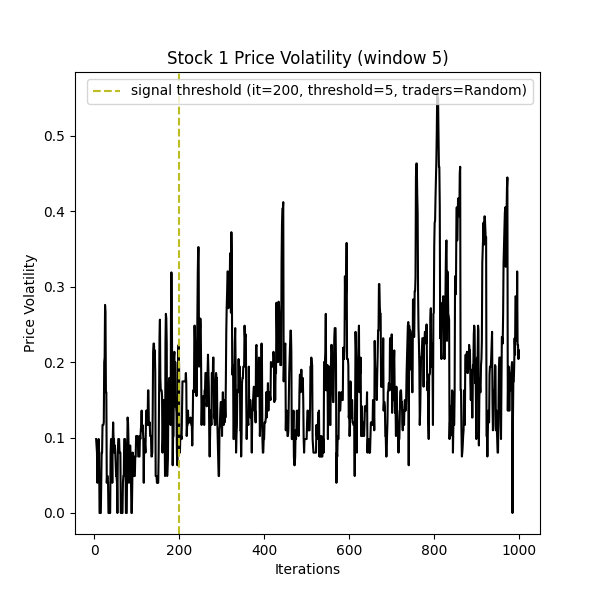 Stock 1 Price Volatility (window 5)
signal threshold (it=200, threshold=5, traders=Random)
Price Volatility
0.5
0.4
0.3
0.2
0.1
0.0
0 200 400 600 800 1000
Iterations